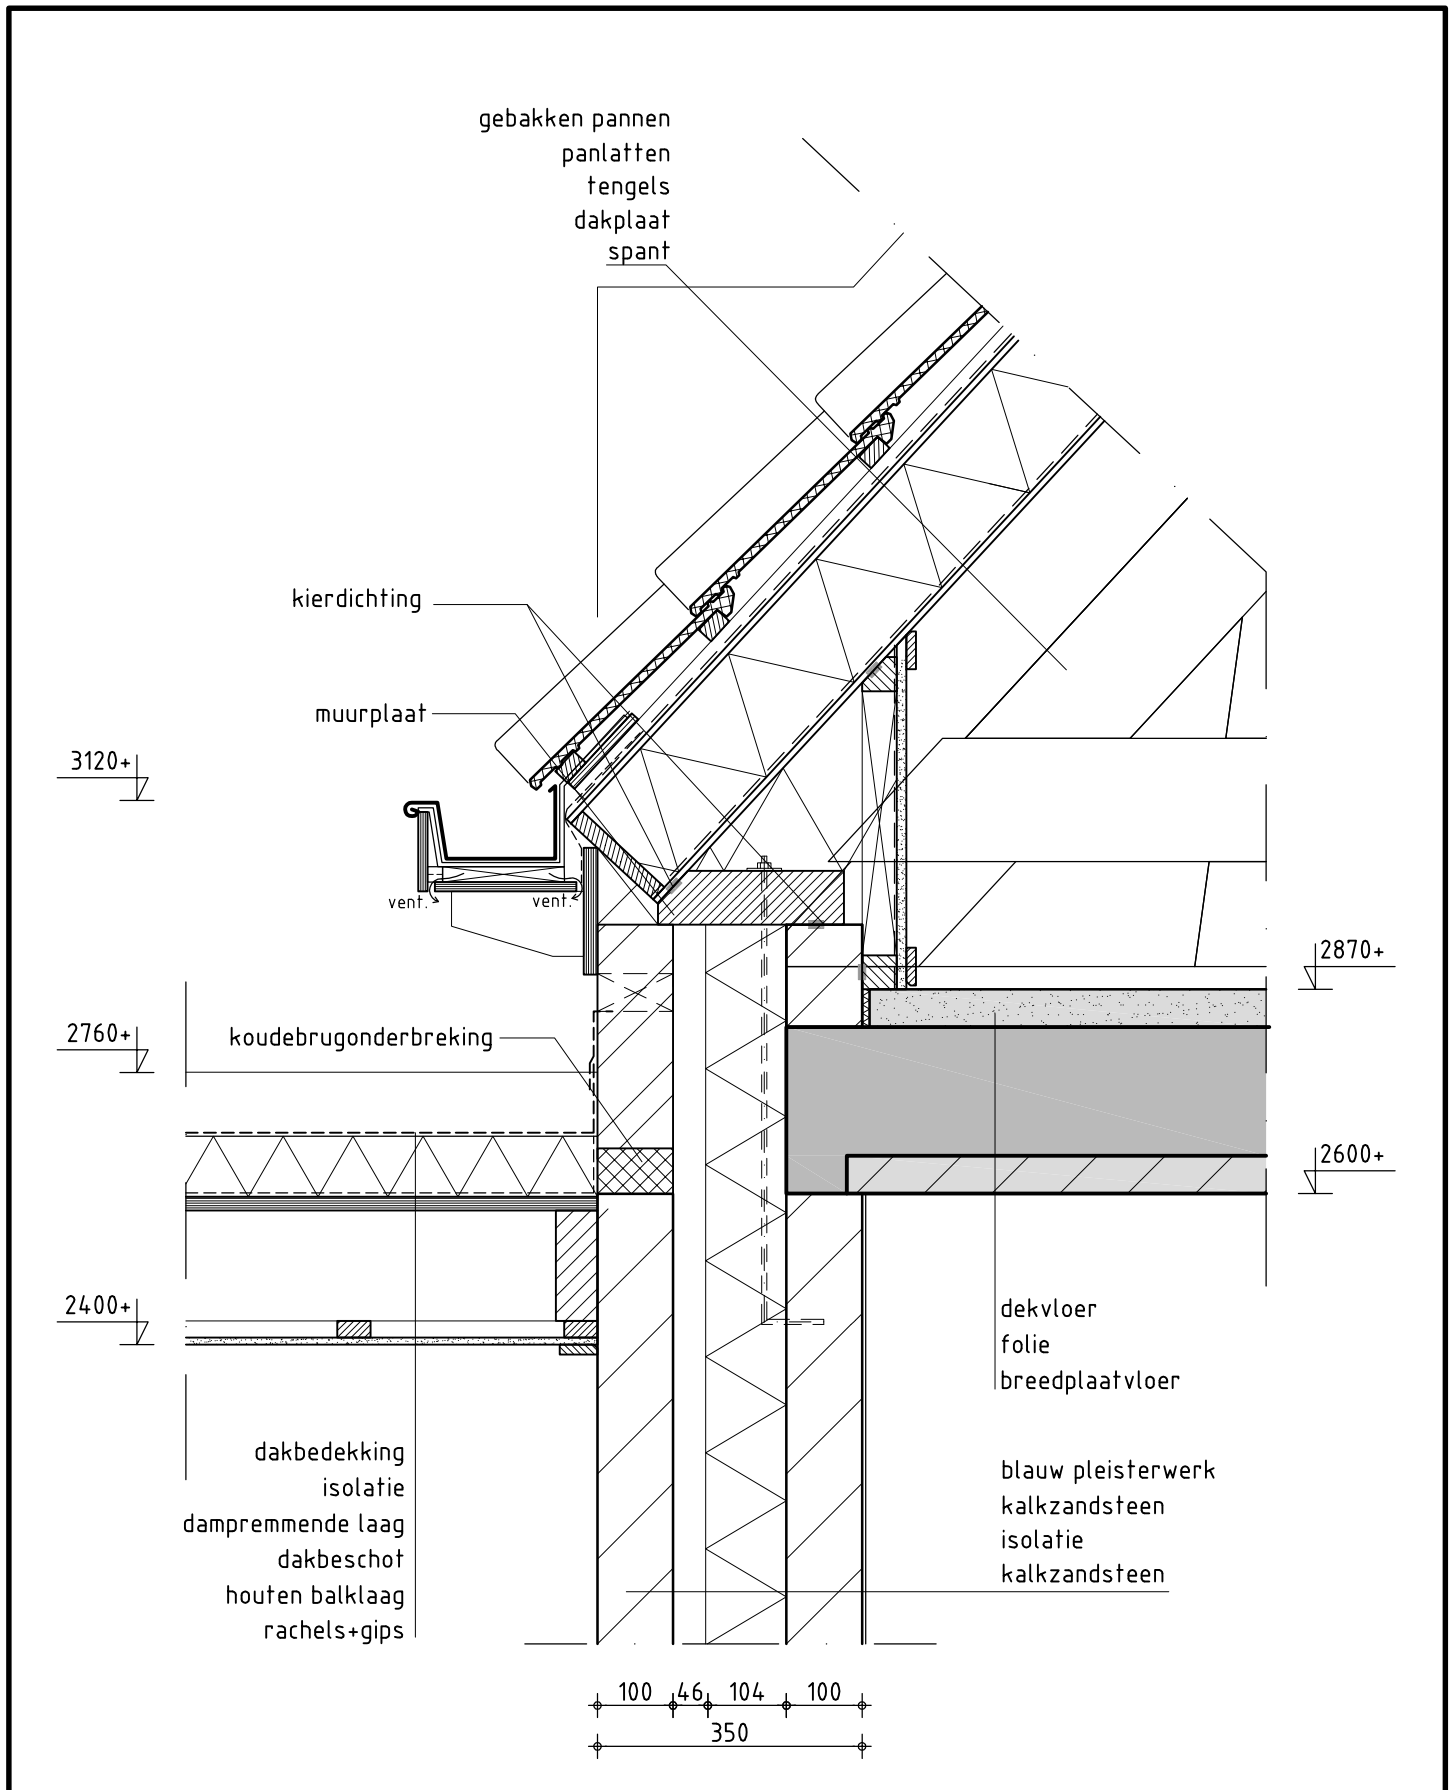 gebakken pannen
panlatten
tengels
dakplaat
spant
kierdichting
muurplaat
3120+
vent.
vent.
2870+
2760+
koudebrugonderbreking
2600+
2400+
dekvloer
folie
breedplaatvloer
dakbedekking
isolatie
dampremmende laag
dakbeschot
houten balklaag
rachels+gips
blauw pleisterwerk
kalkzandsteen
isolatie
kalkzandsteen
100 46 104 100
350